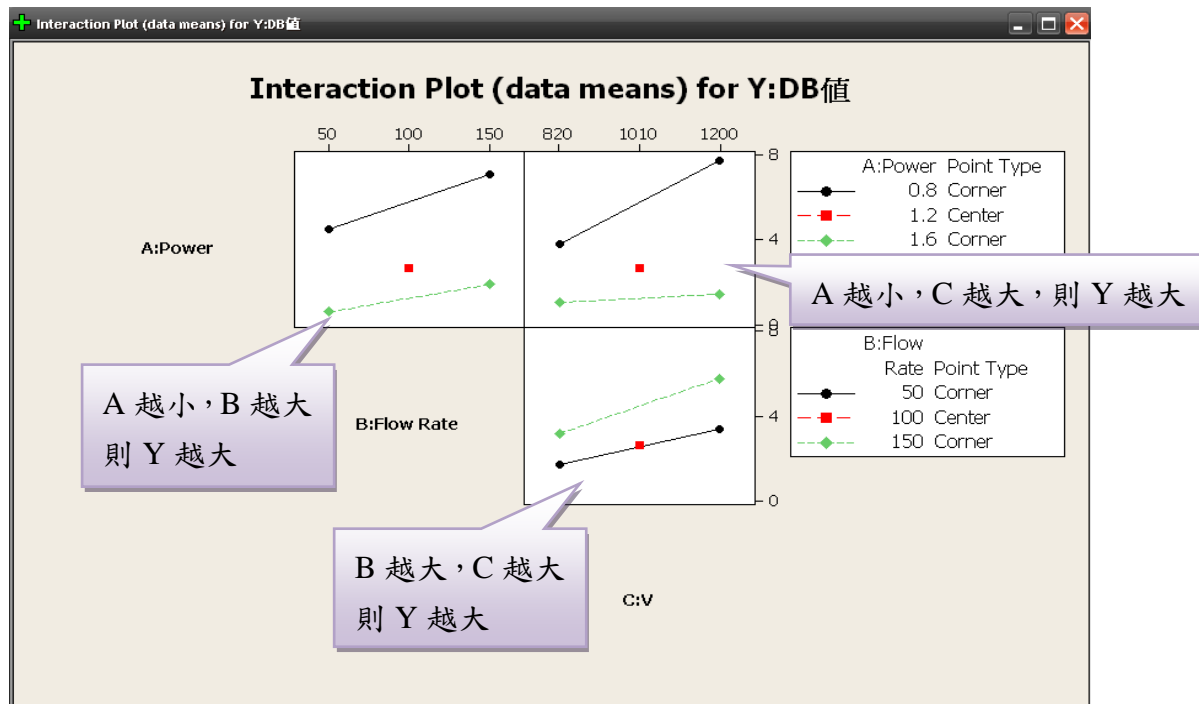 Interaction Plot (data means) for Y:DB値
Interaction Plot (data means) for Y:DB値
50 100 150 820 1010 1200
8
4
A:Power
A:Power Point Type
0.8 Corner
1.2 Center
1.6 Corner
A 越小，C 越大，則 Y 越大
A 越小，B 越大
則 Y 越大
8
8
4
0
B:Flow Rate
B:Flow
Rate Point Type
50 Corner
100 Center
150 Corner
B 越大，C 越大
則 Y 越大
C:V